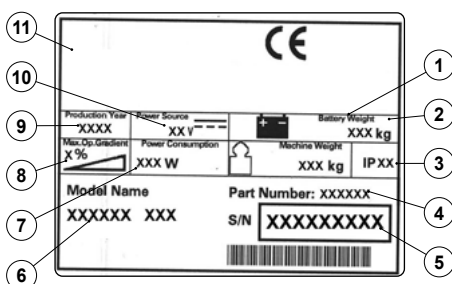 11
CE
10
1
Production Year
Power Source
Battery Weight
2
9
XXXX
XX V
XXX kg
Max.Op.Gradient
Power Consumption
Machine Weight
X%
XXX W
XXX kg
IPXX
3
8
Model Name
Part Number: XXXXXX
4
7
XXXXXX XXX
S/N
XXXXXXXXX
6
5